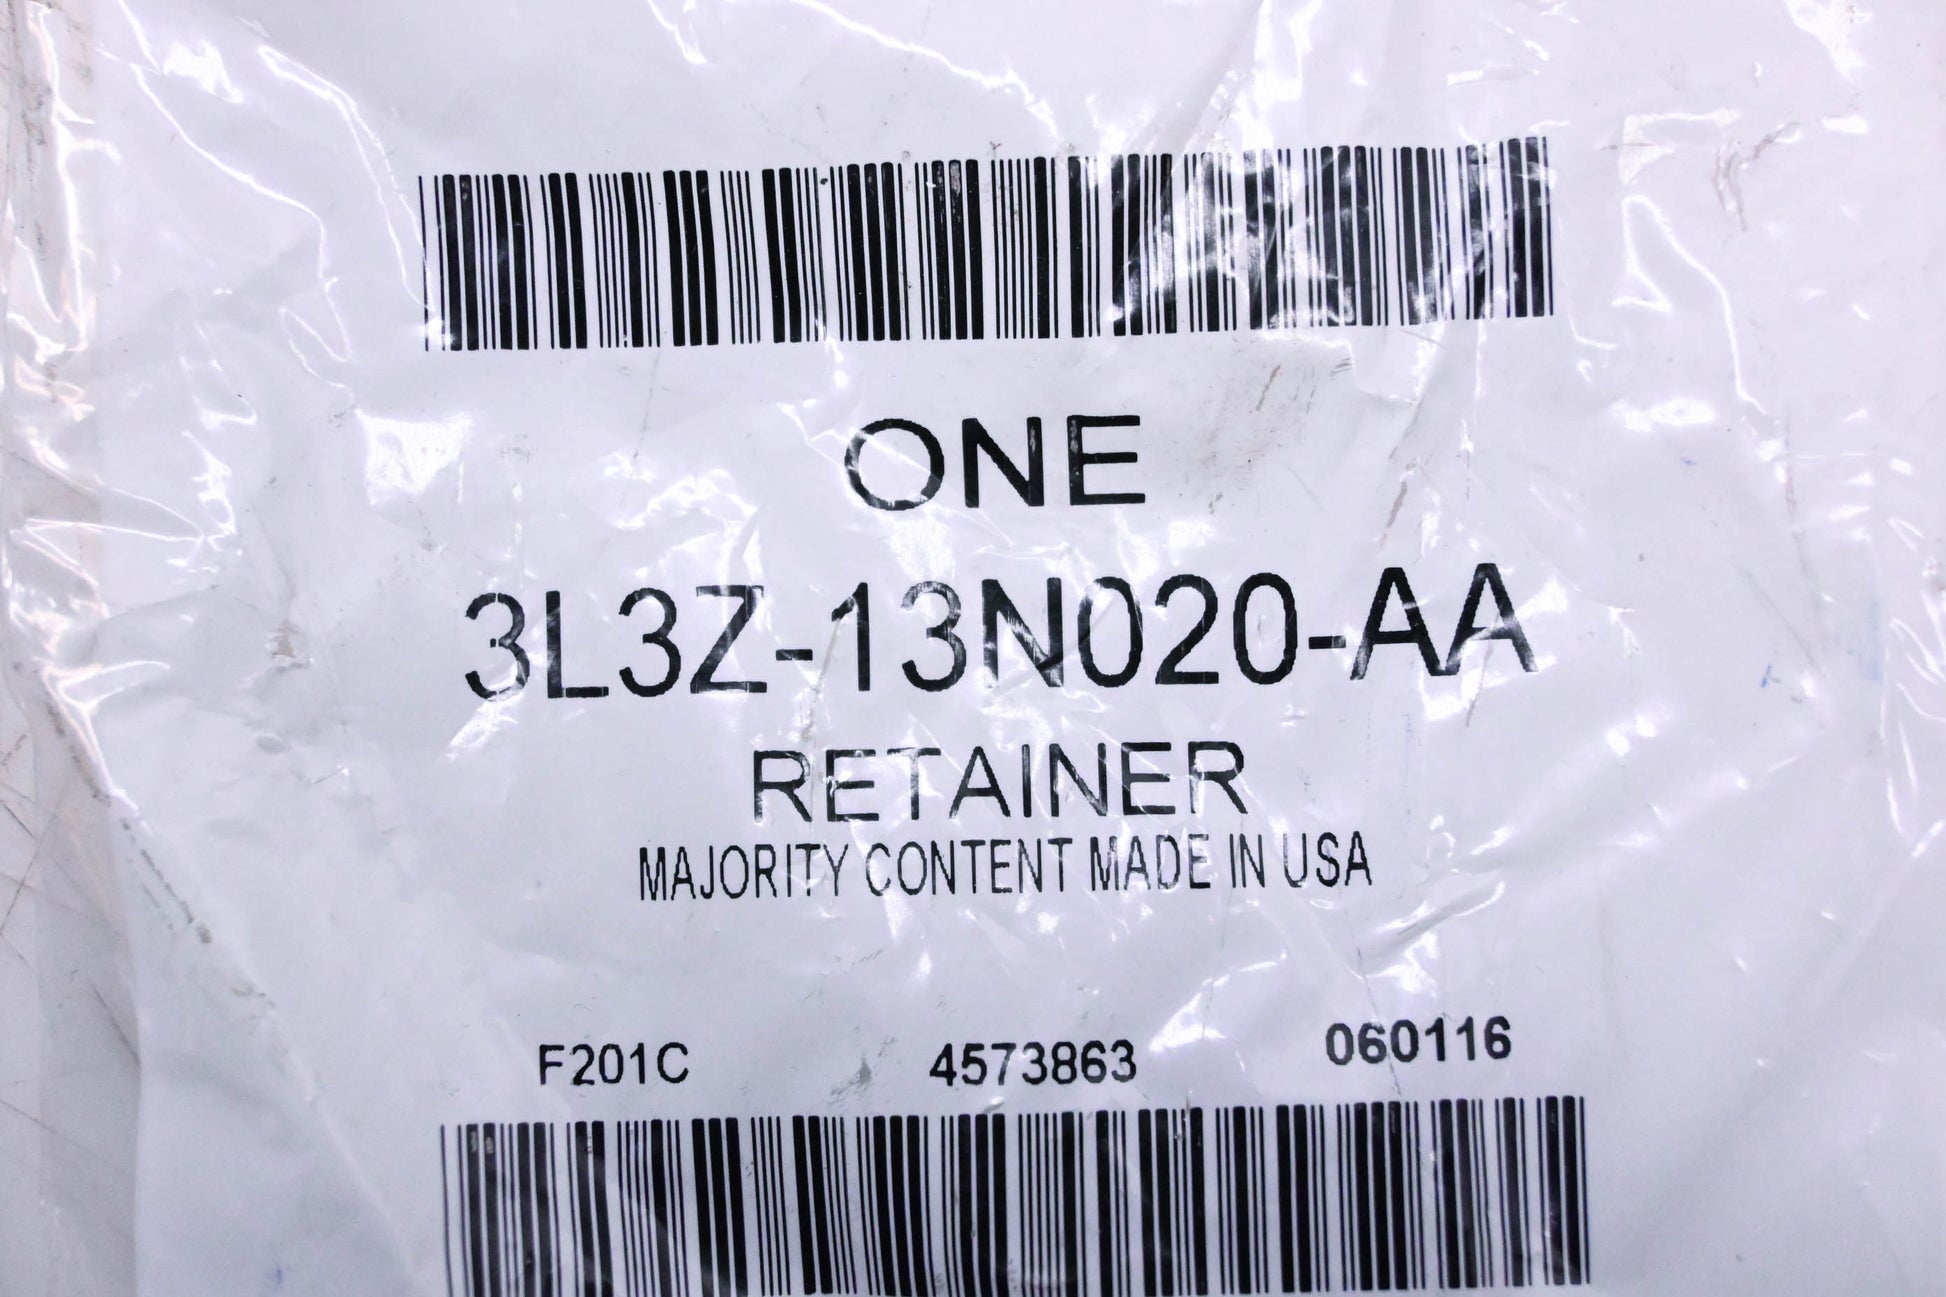 ONE
3L3Z-13N020-AA
RETAINER
MAJORITY CONTENT MADE IN USA
F201C 4573863 060116